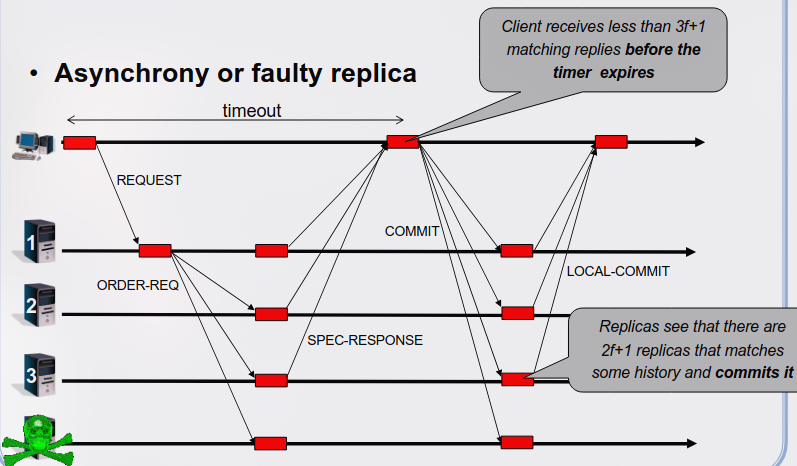 Client receives less than 3f+1
matching replies before the
timer expires
• Asynchrony or faulty replica
timeout
REQUEST
1
COMMIT
LOCAL-COMMIT
ORDER-REQ
2
SPEC-RESPONSE
Replicas see that there are
2f+1 replicas that matches
some history and commits it
3